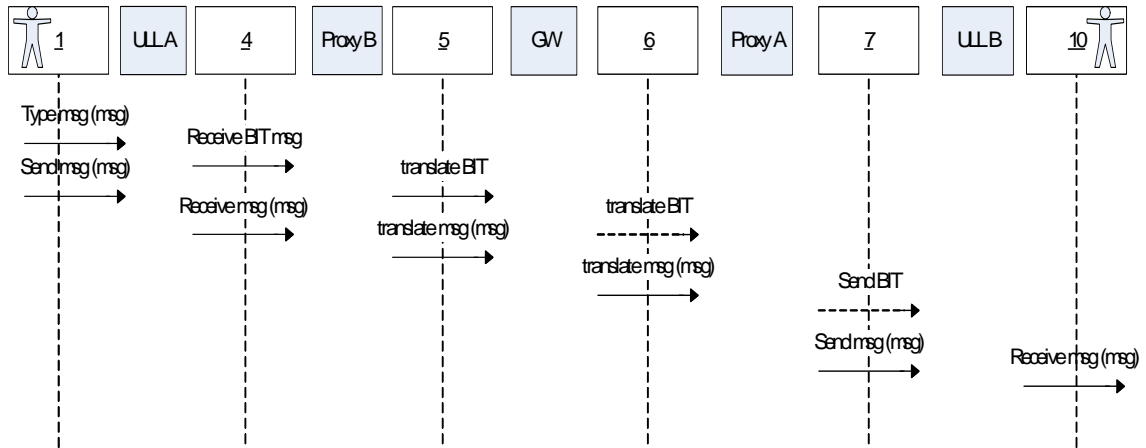 1
ULL A
4
Proxy B
5
GW
6
Proxy A
7
ULL B
10
Type msg (msg)
Receive BIT msg
Send msg (msg)
translate BIT
Receive msg (msg)
translate BIT
translate msg (msg)
translate msg (msg)
Send BIT
Send msg (msg)
Receive msg (msg)